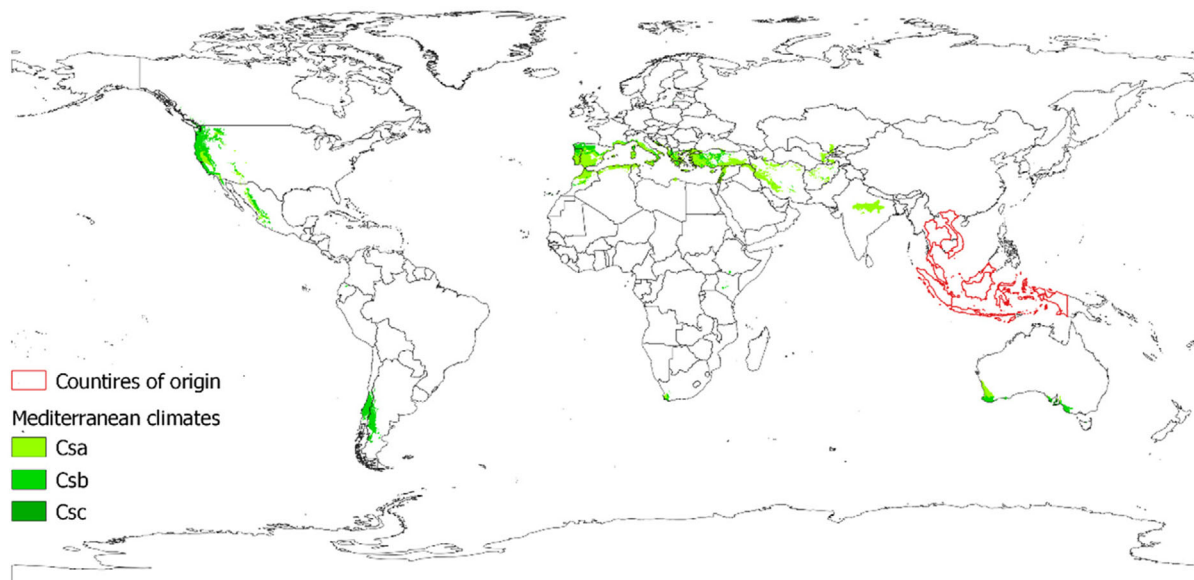 Countires of origin
Mediterranean climates
Csa
Csb
Csc